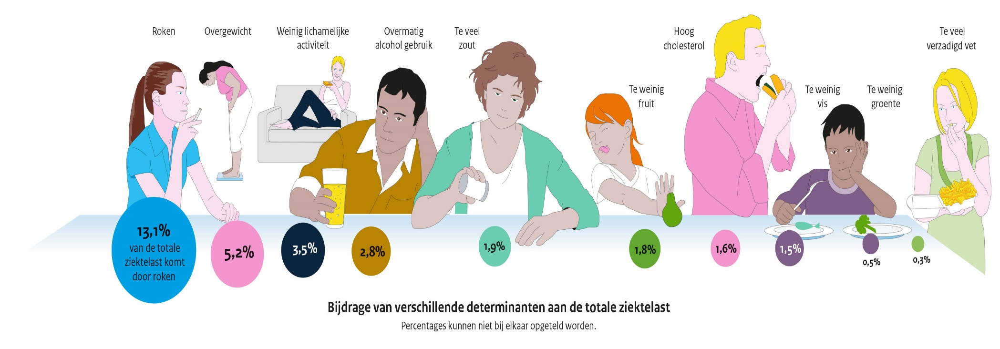 Roken
Overgewicht
Weinig lichamelijke
activiteit
Overmatig
alcohol gebruik
Te veel
zout
Te weinig
fruit
Hoog
cholesterol
Te weinig
vis
Te weinig
groente
Te veel
verzadigd vet
13,1%
van de totale
ziektelast komt
door roken
5,2%
3,5%
2,8%
1,9%
1,8%
1,6%
1,5%
0,5%
0,3%
Bijdrage van verschillende determinanten aan de totale ziektelast
Percentages kunnen niet bij elkaar opgeteld worden.